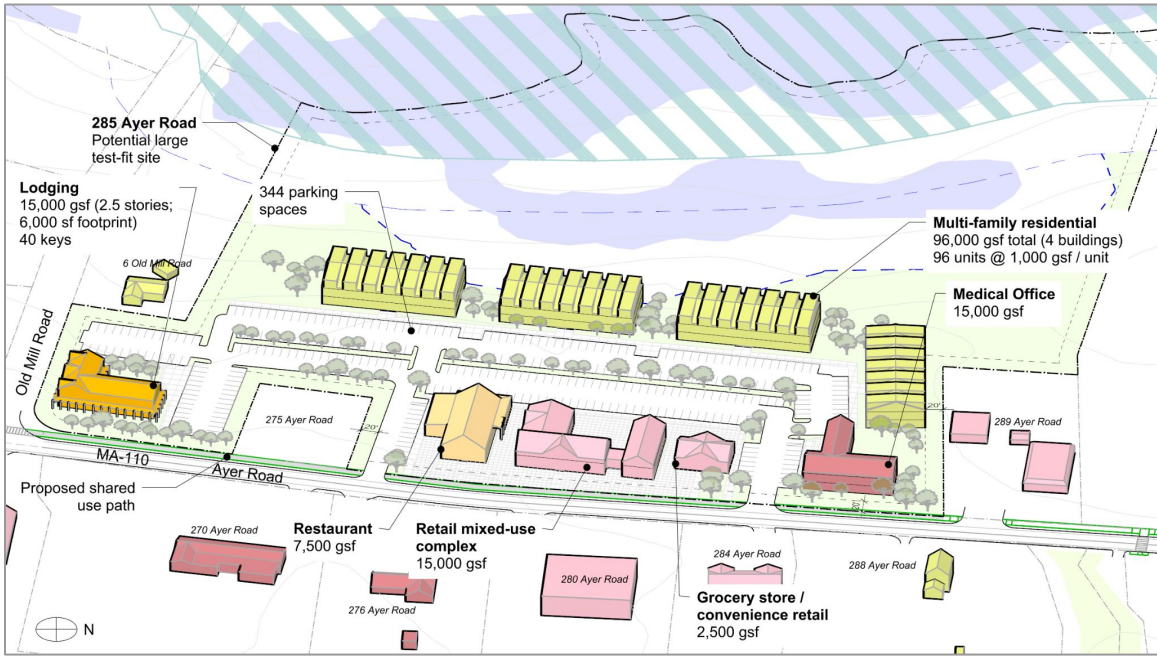 285 Ayer Road
Potential large
test-fit site
Lodging
15,000 gsf (2.5 stories;
6,000 sf footprint)
40 keys
344 parking
spaces
6 Old Mill Road
Multi-family residential
96,000 gsf total (4 buildings)
96 units @ 1,000 gsf / unit
Medical Office
15,000 gsf
Old Mill Road
275 Ayer Road
20'
20'
289 Ayer Road
MA-110
Ayer Road
20'
Proposed shared
use path
270 Ayer Road
Restaurant
7,500 gsf
Retail mixed-use
complex
15,000 gsf
276 Ayer Road
280 Ayer Road
284 Ayer Road
288 Ayer Road
Grocery store /
convenience retail
2,500 gsf
N